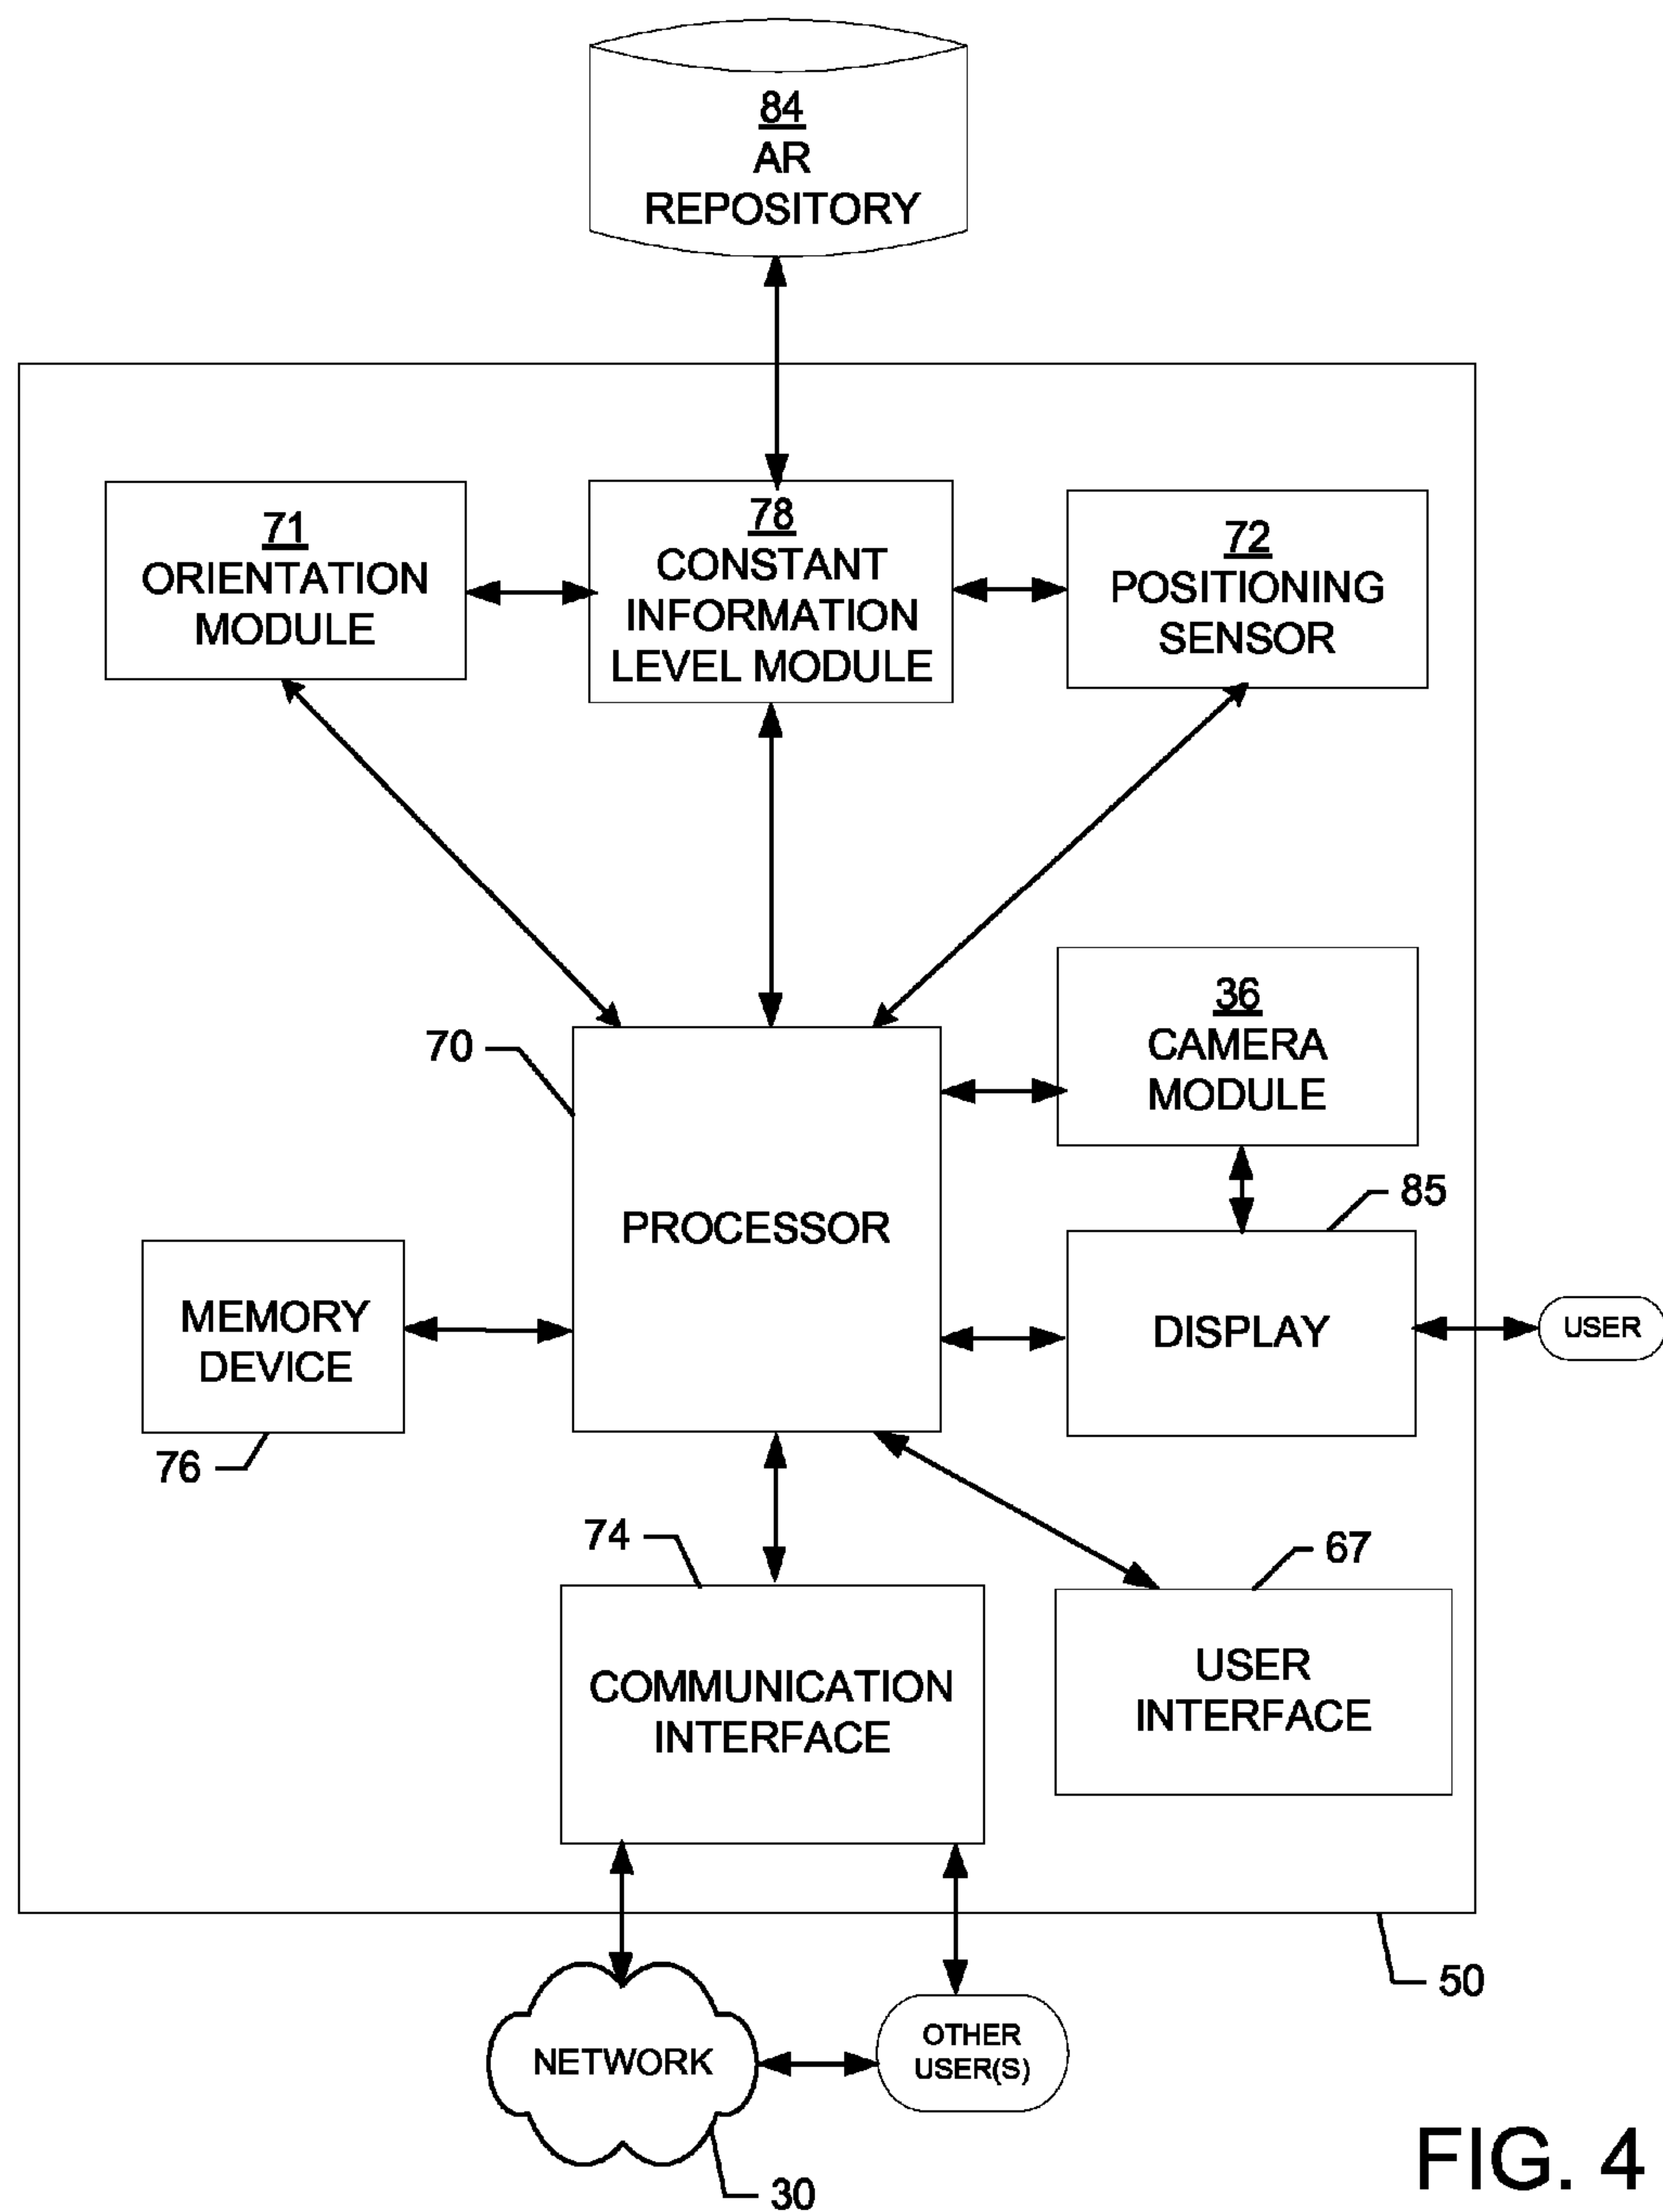 84
AR
REPOSITORY
71
ORIENTATION
MODULE
78
CONSTANT
INFORMATION
LEVEL MODULE
72
POSITIONING
SENSOR
70
PROCESSOR
36
CAMERA
MODULE
85
DISPLAY
USER
MEMORY
DEVICE
76
74
COMMUNICATION
INTERFACE
67
USER
INTERFACE
50
NETWORK
30
OTHER
USER(S)
FIG. 4